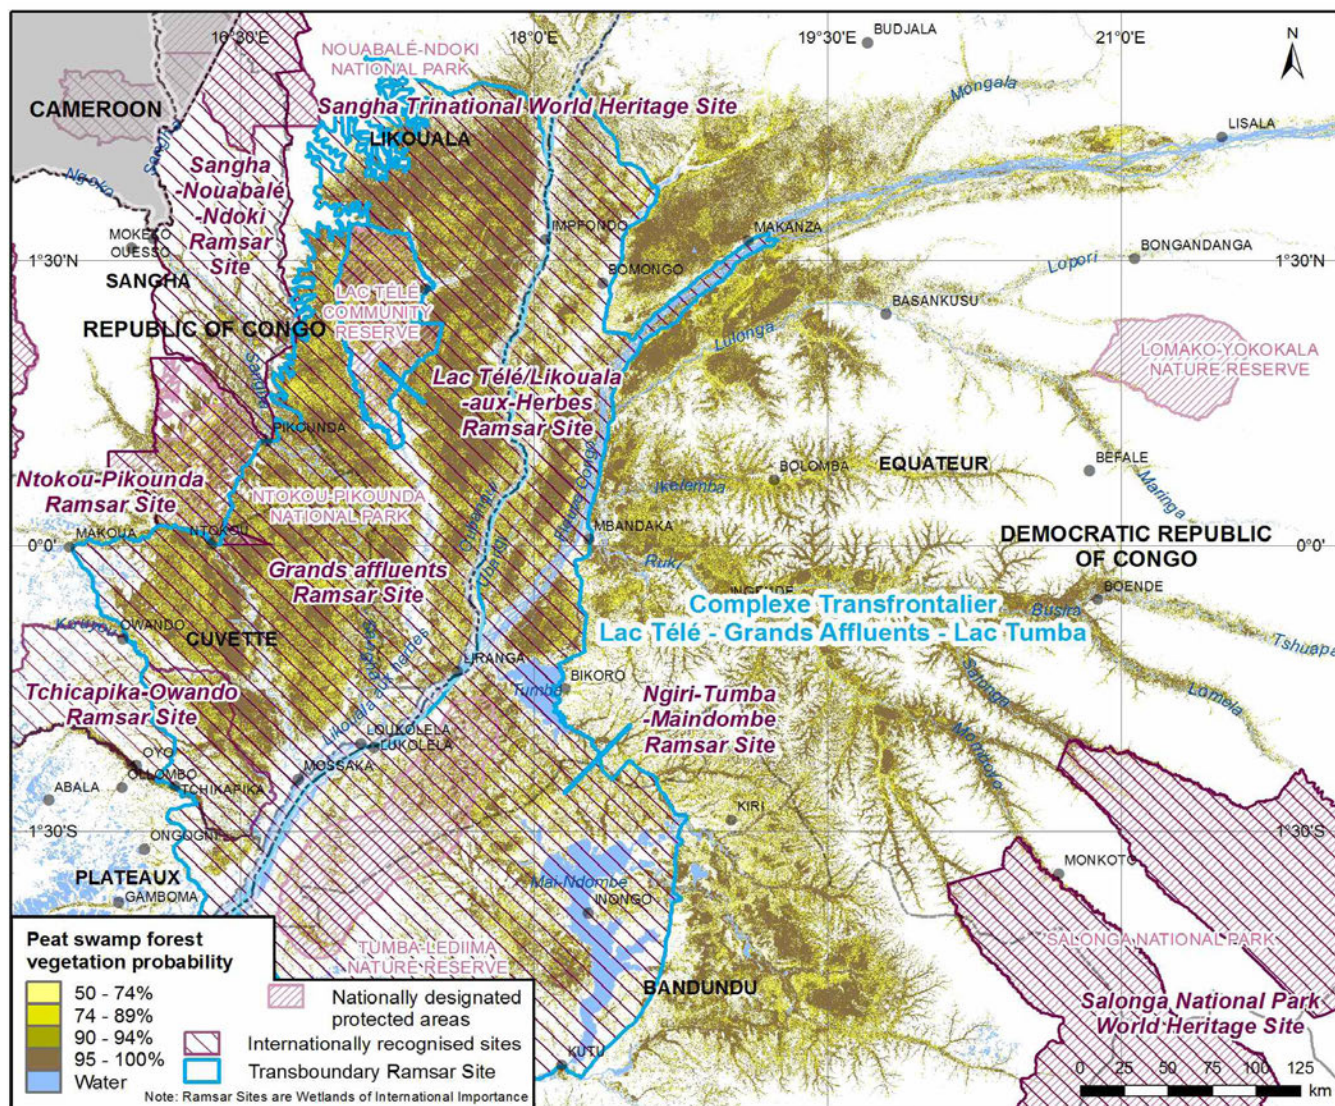 16°30'E
18°0'E
19°30'E
21°0'E
N
BUDJALA
NOUABALÉ-NDOKI
NATIONAL PARK
CAMEROON
Sangha Trinational World Heritage Site
LIKOUALA
Mongala
LISALA
Sangha
Ngoko
Sangha
-Nouabalé
-Ndoki
Ramsar
Site
MOKEKO
OUESSO
IMPFONDO
MAKANZA
BONGANDANGA
1°30'N
1°30'N
SANGHA
BOMONGO
Lopori
LAC TÉLÉ
COMMUNITY
RESERVE
BASANKUSU
REPUBLIC OF CONGO
Lulonga
LOMAKO-YOKOKALA
NATURE RESERVE
Sangha
Lac Télé/Likouala
-aux-Herbes
Ramsar Site
PIKOUNDA
Fleuve Congo
BOLOMBA
EQUATEUR
BEFALE
Ntokou-Pikounda
Ramsar Site
NTOKOU-PIKOUNDA
NATIONAL PARK
Ikelemba
Maringa
Oubangui
Ubangi
MAKOUA
NTOKOU
MBANDAKA
0°0'
0°0'
DEMOCRATIC REPUBLIC
OF CONGO
Grands affluents
Ramsar Site
Ruki
INGENDE
BOENDE
Complexe Transfrontalier
Lac Télé - Grands Affluents - Lac Tumba
Busira
Kouyou
OWANDO
CUVETTE
Tshuapa
Likouala aux herbes
LIRANGA
BIKORO
Tumba
Salonga
Lomela
Tchicapika-Owando
Ramsar Site
Ngiri-Tumba
-Maindombe
Ramsar Site
Momboyo
LOUKOLELA
LUKOLELA
OYO
OLLOMBO
MOSSAKA
ABALA
TCHIKAPIKA
KIRI
ONGOGNI
1°30'S
1°30'S
PLATEAUX
GAMBOMA
Mai-Ndombe
INONGO
MONKOTO
TUMBA-LEDIIMA
NATURE RESERVE
SALONGA NATIONAL PARK
BANDUNDU
Salonga National Park
World Heritage Site
KUTU
Peat swamp forest
vegetation probability
50 - 74%
74 - 89%
90 - 94%
95 - 100%
Water
Nationally designated
protected areas
Internationally recognised sites
Transboundary Ramsar Site
Note: Ramsar Sites are Wetlands of International Importance
0 25 50 75 100 125
km